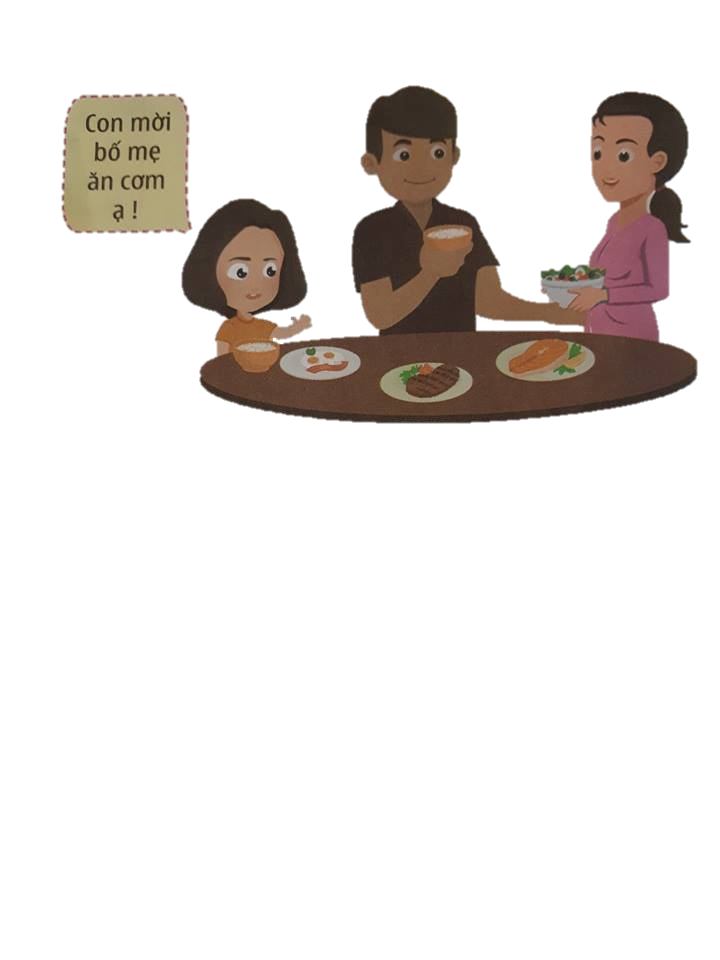 Con mời
bố mẹ
ăn cơm
ạ !